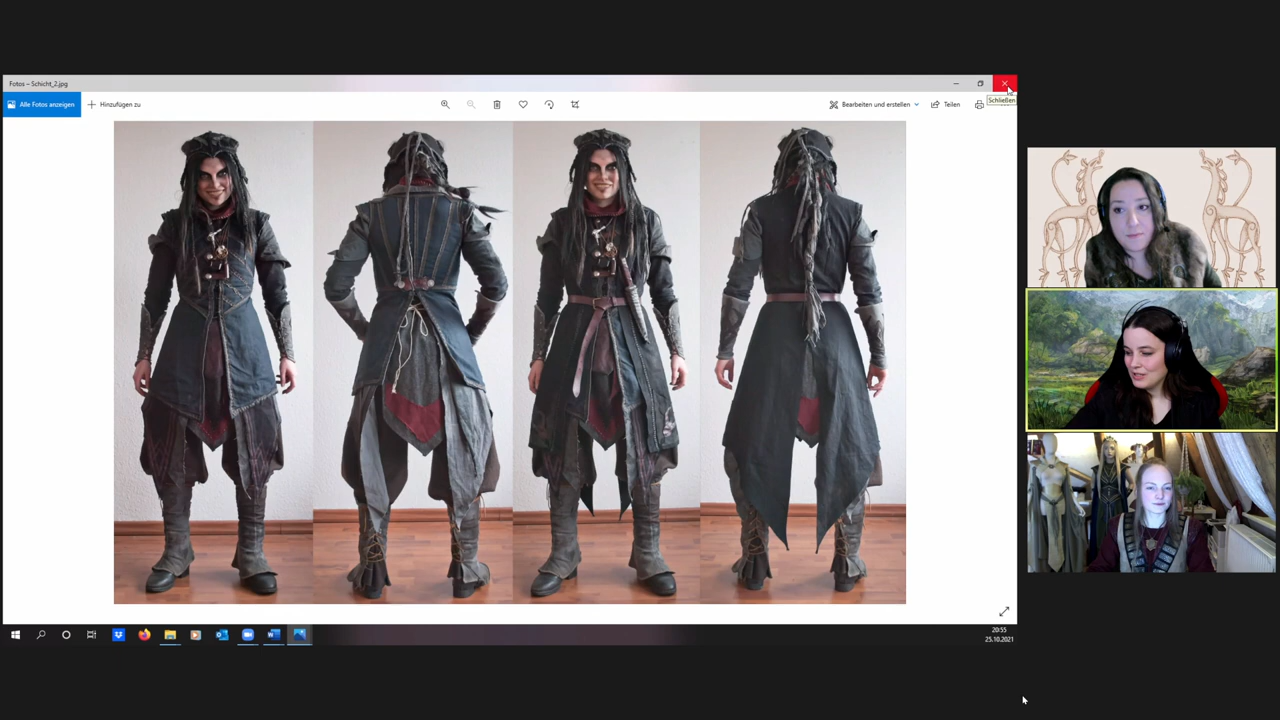 Fotos – Schicht_2.jpg
Alle Fotos anzeigen
Hinzufügen zu
Bearbeiten und erstellen
Teilen
Schließen
20:55
25.10.2021